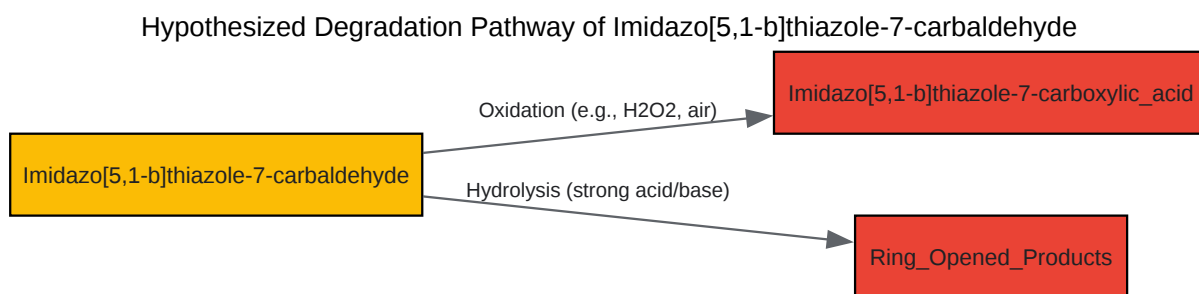 Hypothesized Degradation Pathway of Imidazo[5,1-b]thiazole-7-carbaldehyde
Imidazo[5,1-b]thiazole-7-carboxylic_acid
Oxidation (e.g., H2O2, air)
Imidazo[5,1-b]thiazole-7-carbaldehyde
Hydrolysis (strong acid/base)
Ring_Opened_Products